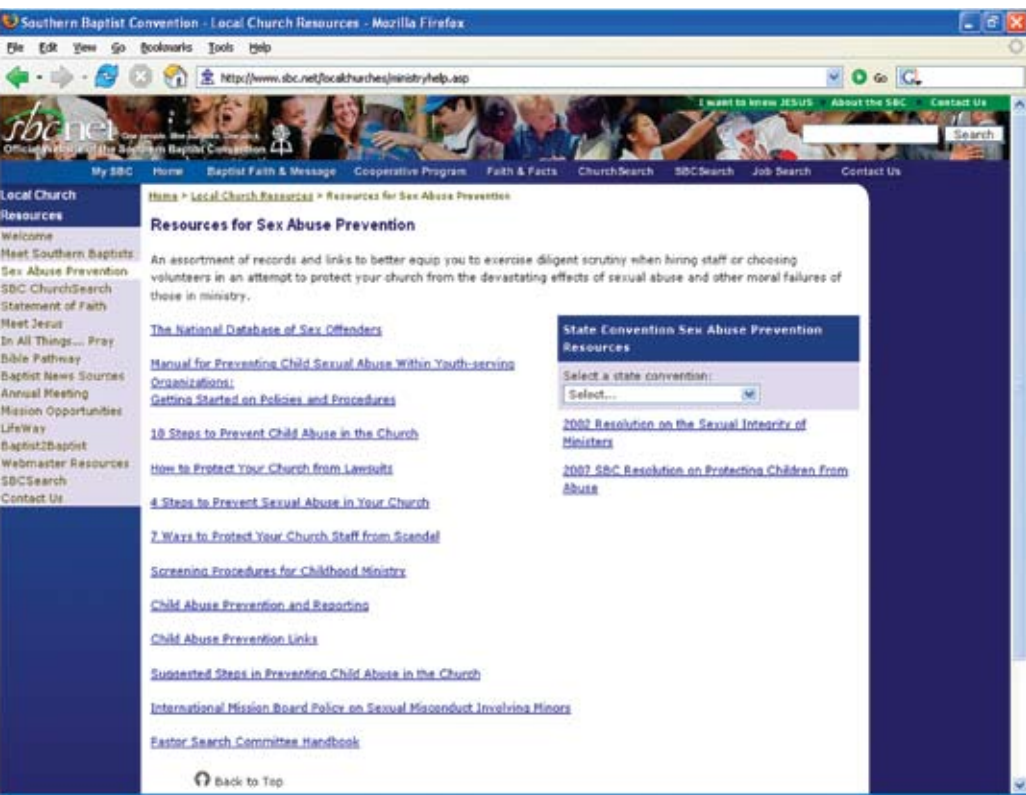 Southern Baptist Convention - Local Church Resources - Mozilla Firefox
File Edit View Go Bookmarks Tools Help
http://www.sbc.net/localchurches/ministryhelp.asp
Go
I want to know JESUS About the SBC Contact Us
sbc.net
Official Website of the Southern Baptist Convention
Search
My SBC Home Baptist Faith & Message Cooperative Program Faith & Facts ChurchSearch SBCSearch Job Search Contact Us
Local Church
Resources
Welcome
Meet Southern Baptists
Sex Abuse Prevention
SBC ChurchSearch
Statement of Faith
Meet Jesus
In All Things... Pray
Bible Pathway
Baptist News Sources
Annual Meeting
Mission Opportunities
LifeWay
Baptist2Baptist
Webmaster Resources
SBCSearch
Contact Us
Home > Local Church Resources > Resources for Sex Abuse Prevention
Resources for Sex Abuse Prevention
An assortment of records and links to better equip you to exercise diligent scrutiny when hiring staff or choosing
volunteers in an attempt to protect your church from the devastating effects of sexual abuse and other moral failures of
those in ministry.
The National Database of Sex Offenders
Manual for Preventing Child Sexual Abuse Within Youth-serving
Organizations:
Getting Started on Policies and Procedures
10 Steps to Prevent Child Abuse in the Church
How to Protect Your Church from Lawsuits
4 Steps to Prevent Sexual Abuse in Your Church
7 Ways to Protect Your Church Staff from Scandal
Screening Procedures for Childhood Ministry
Child Abuse Prevention and Reporting
Child Abuse Prevention Links
Suggested Steps in Preventing Child Abuse in the Church
International Mission Board Policy on Sexual Misconduct Involving Minors
Pastor Search Committee Handbook
Back to Top
State Convention Sex Abuse Prevention
Resources
Select a state convention:
Select...
2002 Resolution on the Sexual Integrity of
Ministers
2007 SBC Resolution on Protecting Children From
Abuse